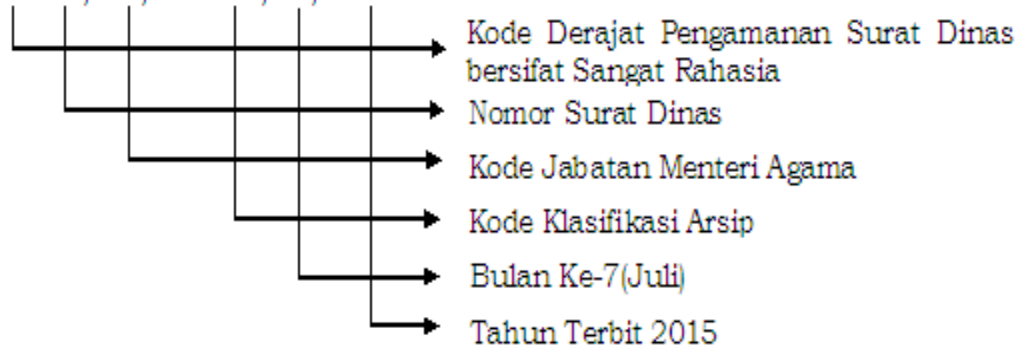 Kode Derajat Pengamanan Surat Dinas
bersifat Sangat Rahasia
Nomor Surat Dinas
Kode Jabatan Menteri Agama
Kode Klasifikasi Arsip
Bulan Ke-7(Juli)
Tahun Terbit 2015